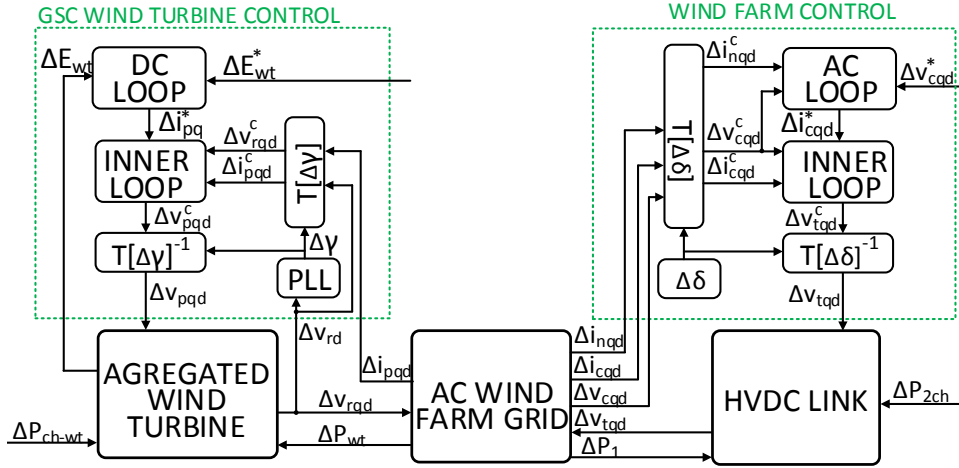 GSC WIND TURBINE CONTROL
WIND FARM CONTROL
ΔE_wt
DC
LOOP
ΔE*_wt
Δi*_pq
INNER
LOOP
Δv^c_rqd
Δi^c_pqd
T[Δγ]
Δv^c_pqd
T[Δγ]^-1
Δγ
PLL
Δv_pqd
Δv_rd
Δi^c_nqd
AC
LOOP
Δv*_cqd
T[Δδ]
Δv^c_cqd
Δi*_cqd
Δi^c_cqd
INNER
LOOP
Δv^c_tqd
Δδ
T[Δδ]^-1
Δv_tqd
AGREGATED
WIND
TURBINE
Δi_pqd
Δv_rqd
ΔP_wt
ΔP_ch-wt
AC WIND
FARM GRID
Δi_nqd
Δi_cqd
Δv_cqd
Δv_tqd
ΔP_1
HVDC LINK
ΔP_2ch